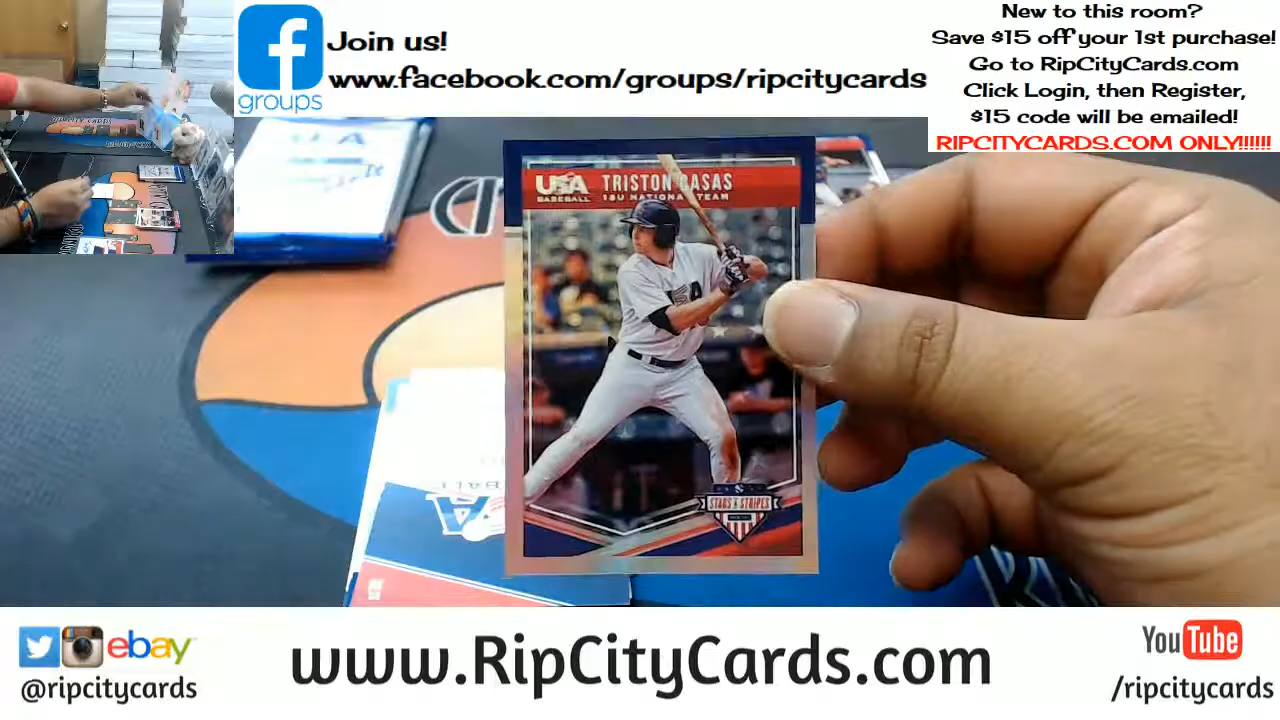 Join us!
www.facebook.com/groups/ripcitycards
groups
New to this room?
Save $15 off your 1st purchase!
Go to RipCityCards.com
Click Login, then Register,
$15 code will be emailed!
RIPCITYCARDS.COM ONLY!!!!!!
USA
BASEBALL
TRISTON CASAS
18U NATIONAL TEAM
STARS & STRIPES
ebay
@ripcitycards
www.RipCityCards.com
YouTube
/ripcitycards